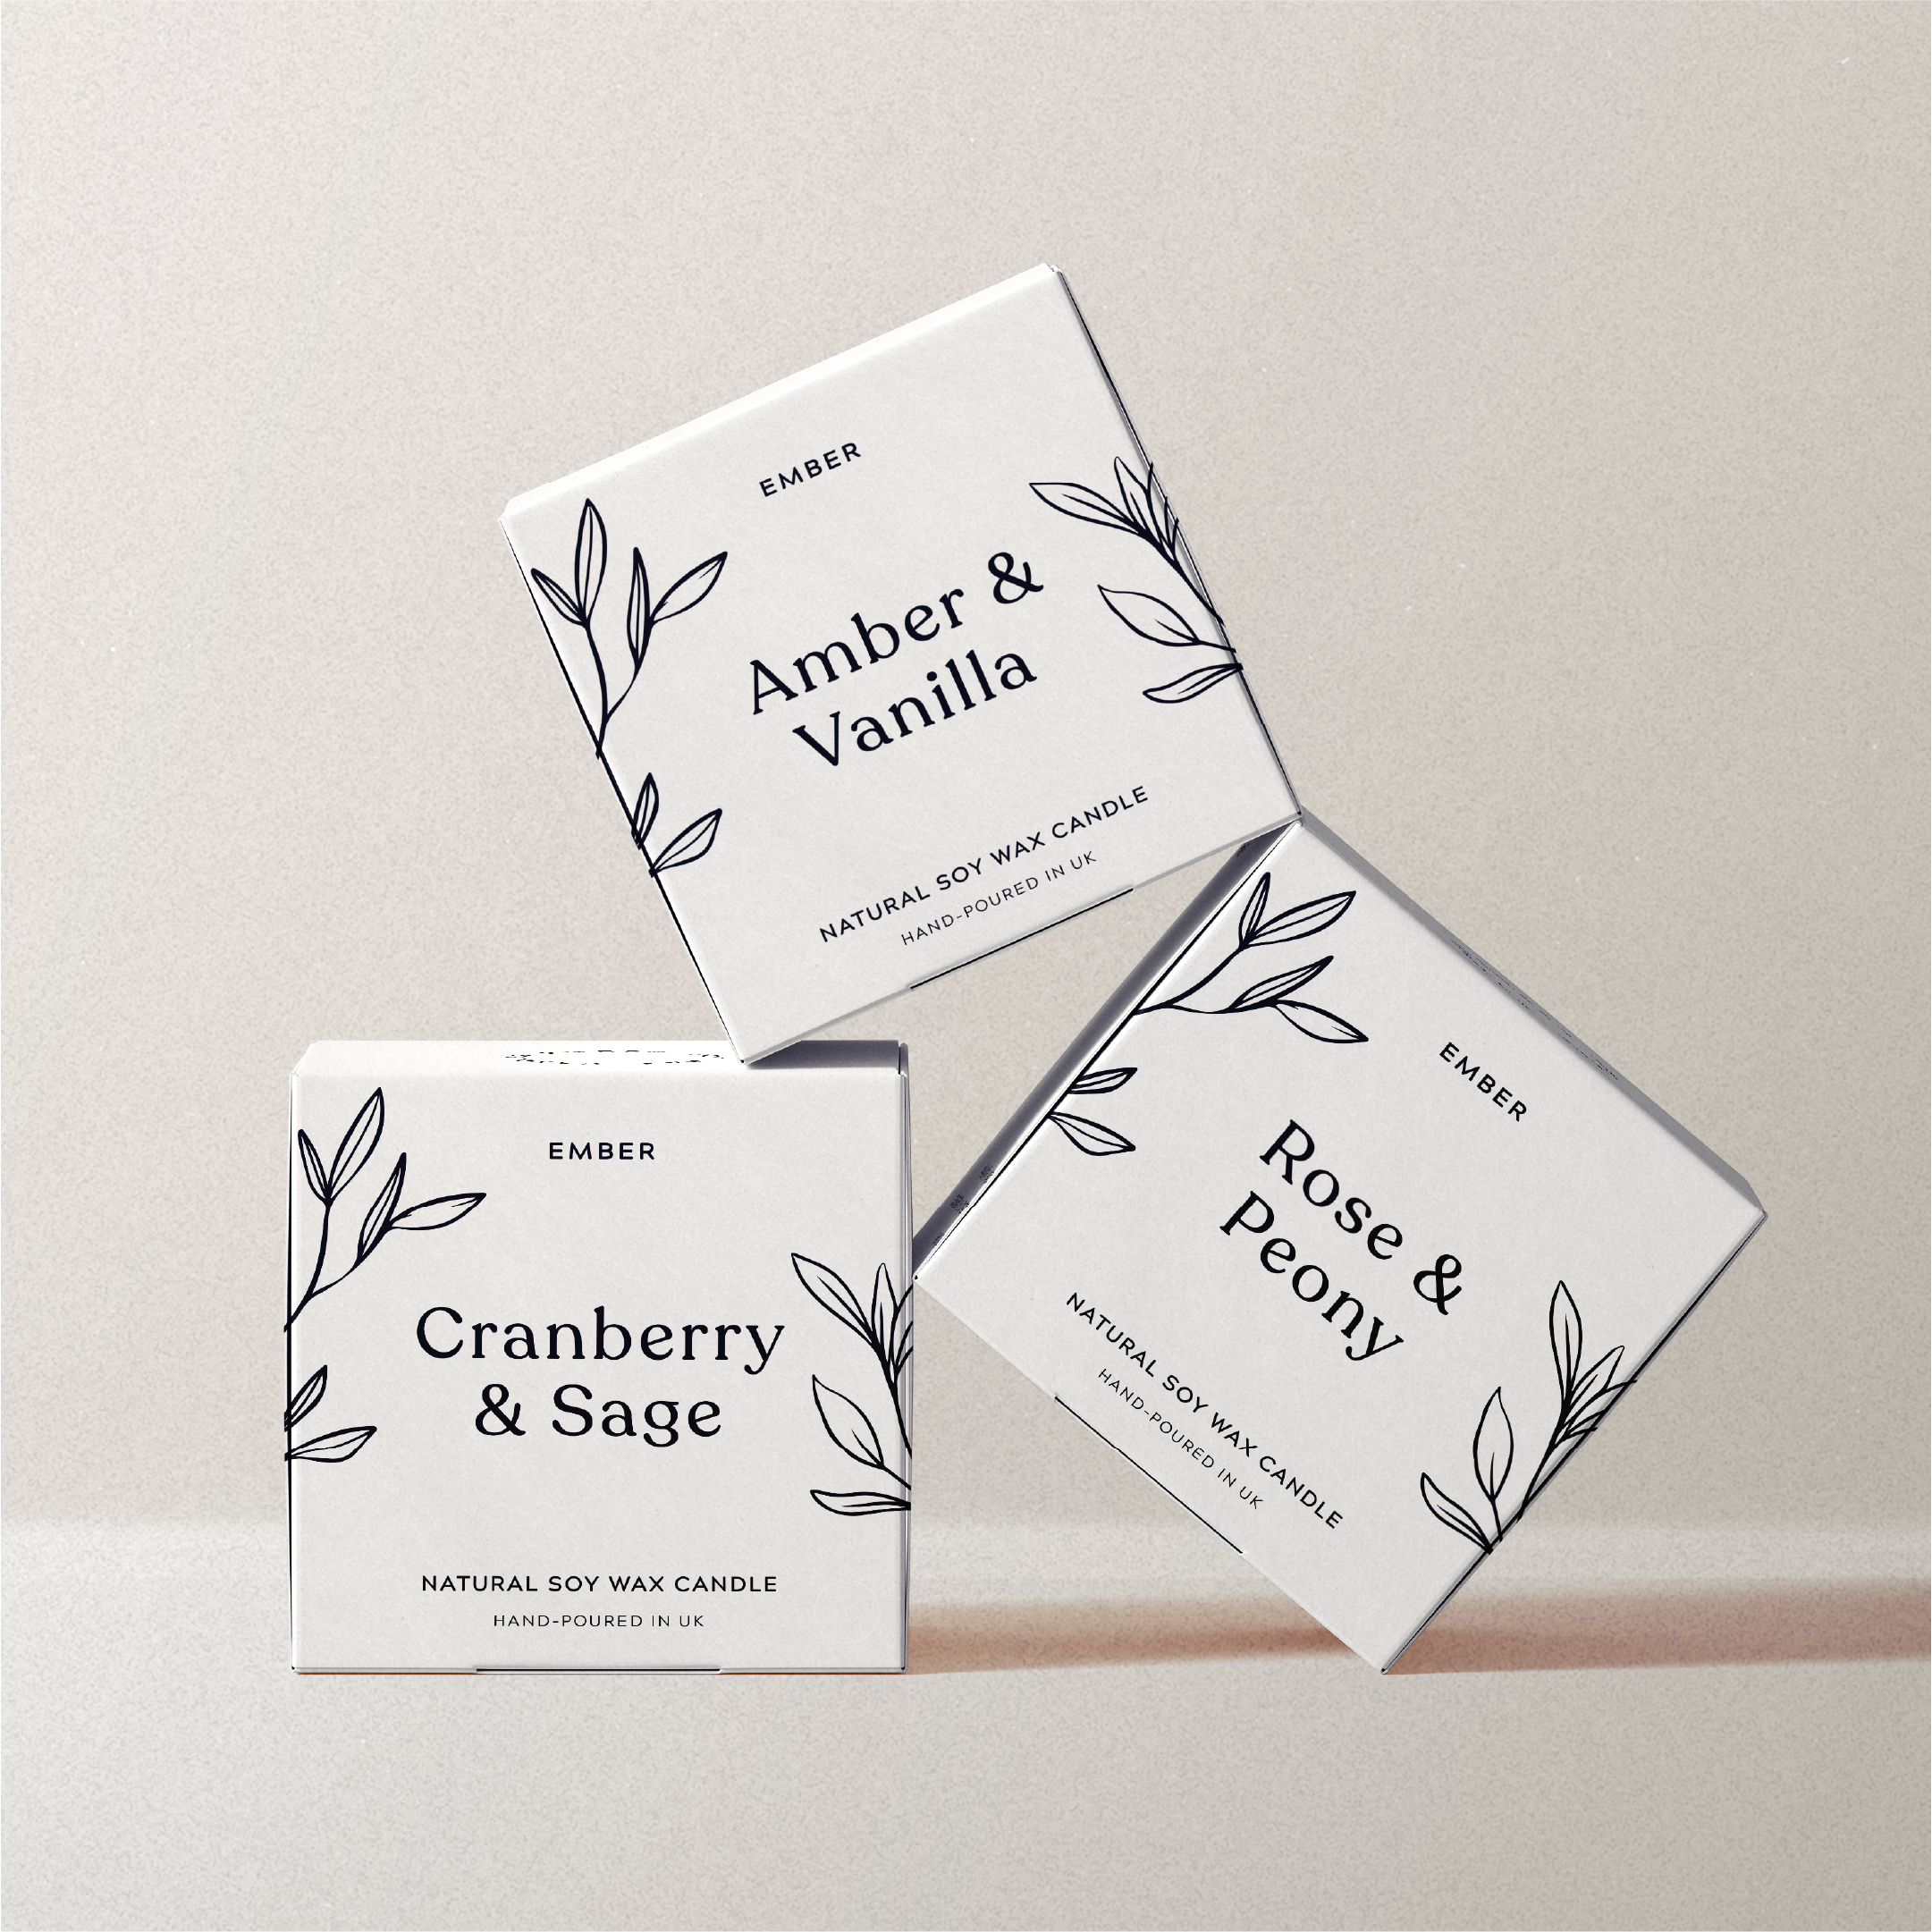 EMBER
Amber &
Vanilla
NATURAL SOY WAX CANDLE
HAND-POURED IN UK
EMBER
Cranberry
& Sage
NATURAL SOY WAX CANDLE
HAND-POURED IN UK
EMBER
Rose &
Peony
NATURAL SOY WAX CANDLE
HAND-POURED IN UK